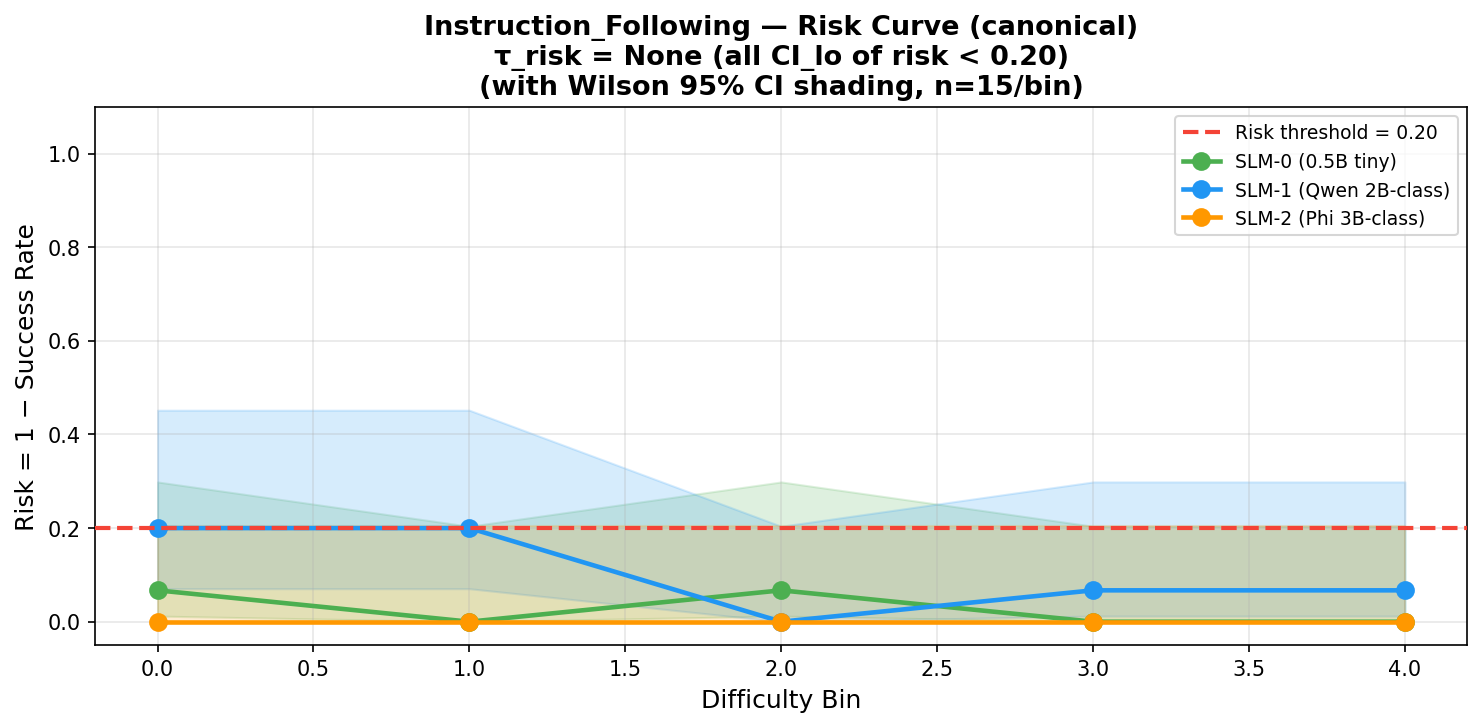 Instruction_Following — Risk Curve (canonical)
τ_risk = None (all CI_lo of risk < 0.20)
(with Wilson 95% CI shading, n=15/bin)
Risk threshold = 0.20
SLM-0 (0.5B tiny)
SLM-1 (Qwen 2B-class)
SLM-2 (Phi 3B-class)
Risk = 1 − Success Rate
1.0
0.8
0.6
0.4
0.2
0.0
0.0 0.5 1.0 1.5 2.0 2.5 3.0 3.5 4.0
Difficulty Bin